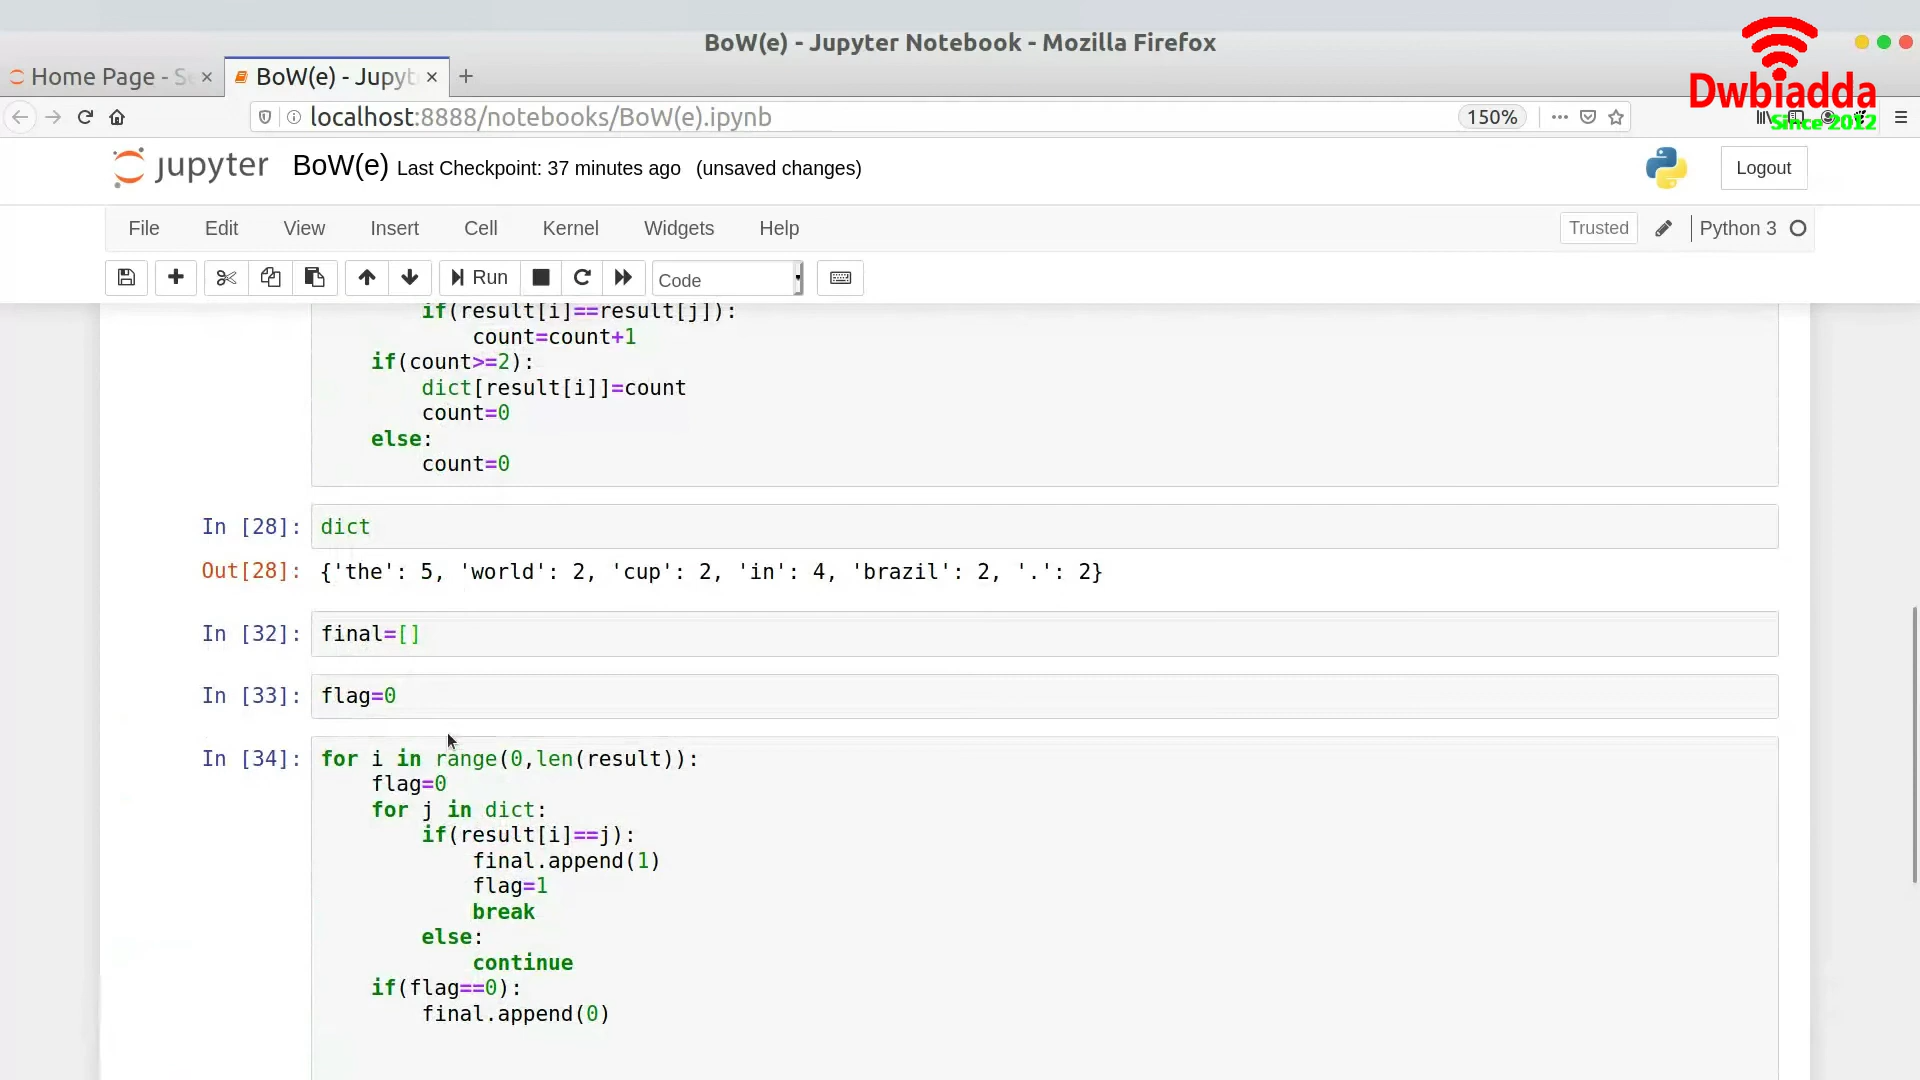 BoW(e) - Jupyter Notebook - Mozilla Firefox
Home Page - S
BoW(e) - Jupyt
localhost:8888/notebooks/BoW(e).ipynb
150%
Dwbiadda
Since 2012
jupyter
BoW(e) Last Checkpoint: 37 minutes ago (unsaved changes)
Logout
File Edit View Insert Cell Kernel Widgets Help
Trusted
Python 3
Run
Code
if(result[i]==result[j]):
count=count+1
if(count>=2):
dict[result[i]]=count
count=0
else:
count=0
In [28]: dict
Out[28]: {'the': 5, 'world': 2, 'cup': 2, 'in': 4, 'brazil': 2, '.': 2}
In [32]: final=[]
In [33]: flag=0
In [34]: for i in range(0,len(result)):
flag=0
for j in dict:
if(result[i]==j):
final.append(1)
flag=1
break
else:
continue
if(flag==0):
final.append(0)